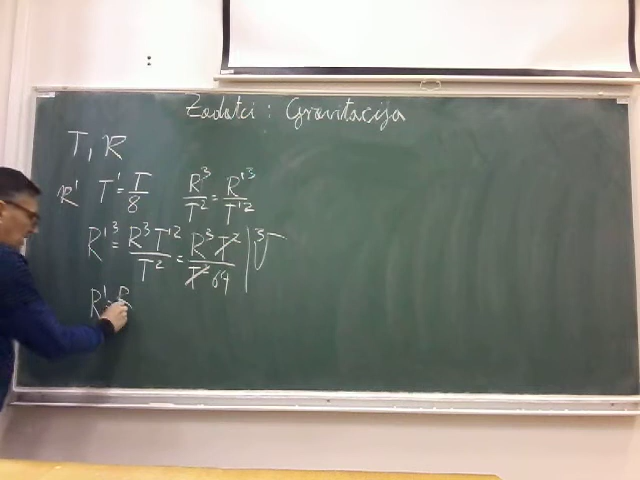 Zadatci : Gravitacija
T, R
R' T' = T/8 R³/T² = R'³/T'²
R'³ = R³T'²/T² = R³T²/T²64 | ∛
R' = R